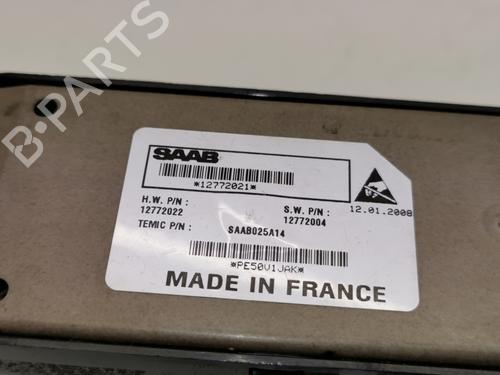 B-PARTS
SAAB
*12772021*
H.W. P/N :
12772022
S.W. P/N :
12772004
12.01.2008
TEMIC P/N :
SAAB025A14
*PE50V1JAK*
MADE IN FRANCE